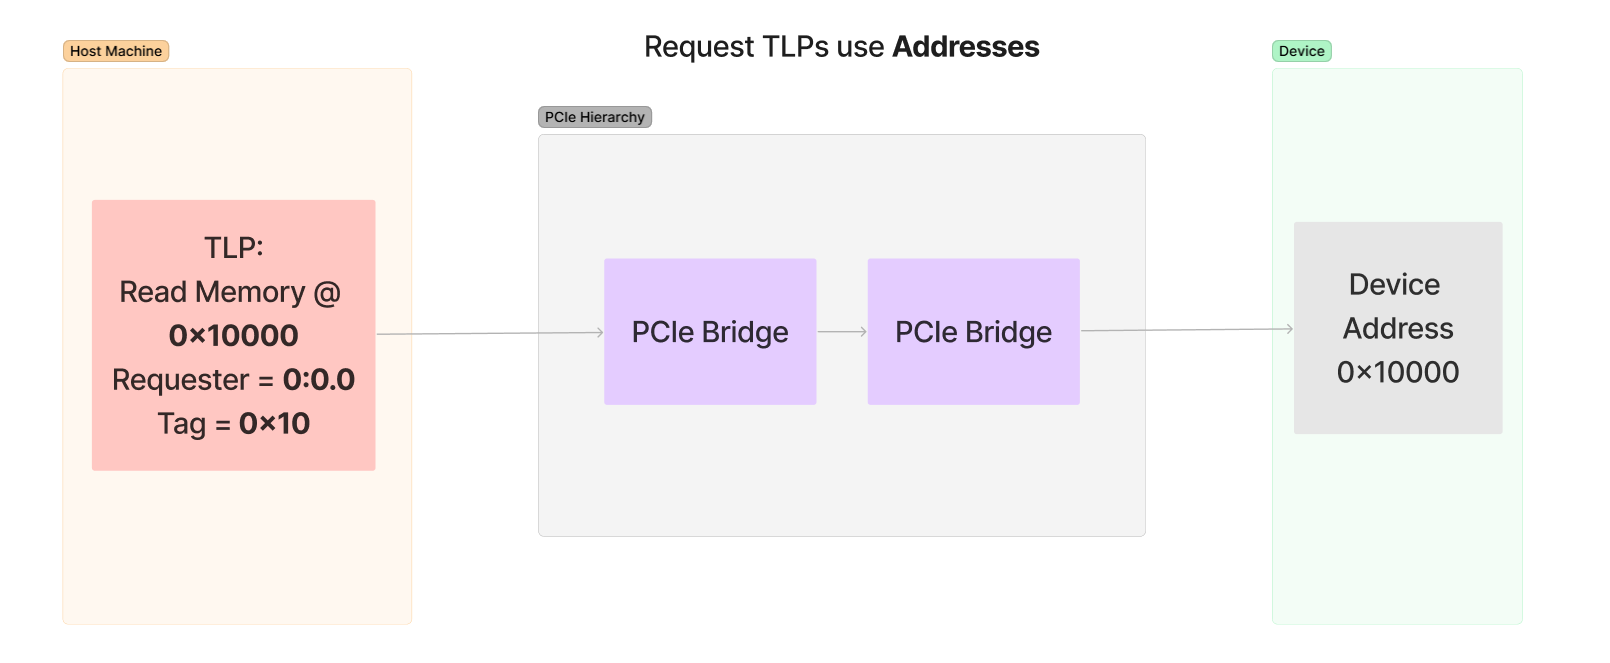 Host Machine
Request TLPs use Addresses
Device
PCIe Hierarchy
TLP:
Read Memory @
0×10000
Requester = 0:0.0
Tag = 0×10
PCIe Bridge
PCIe Bridge
Device
Address
0×10000